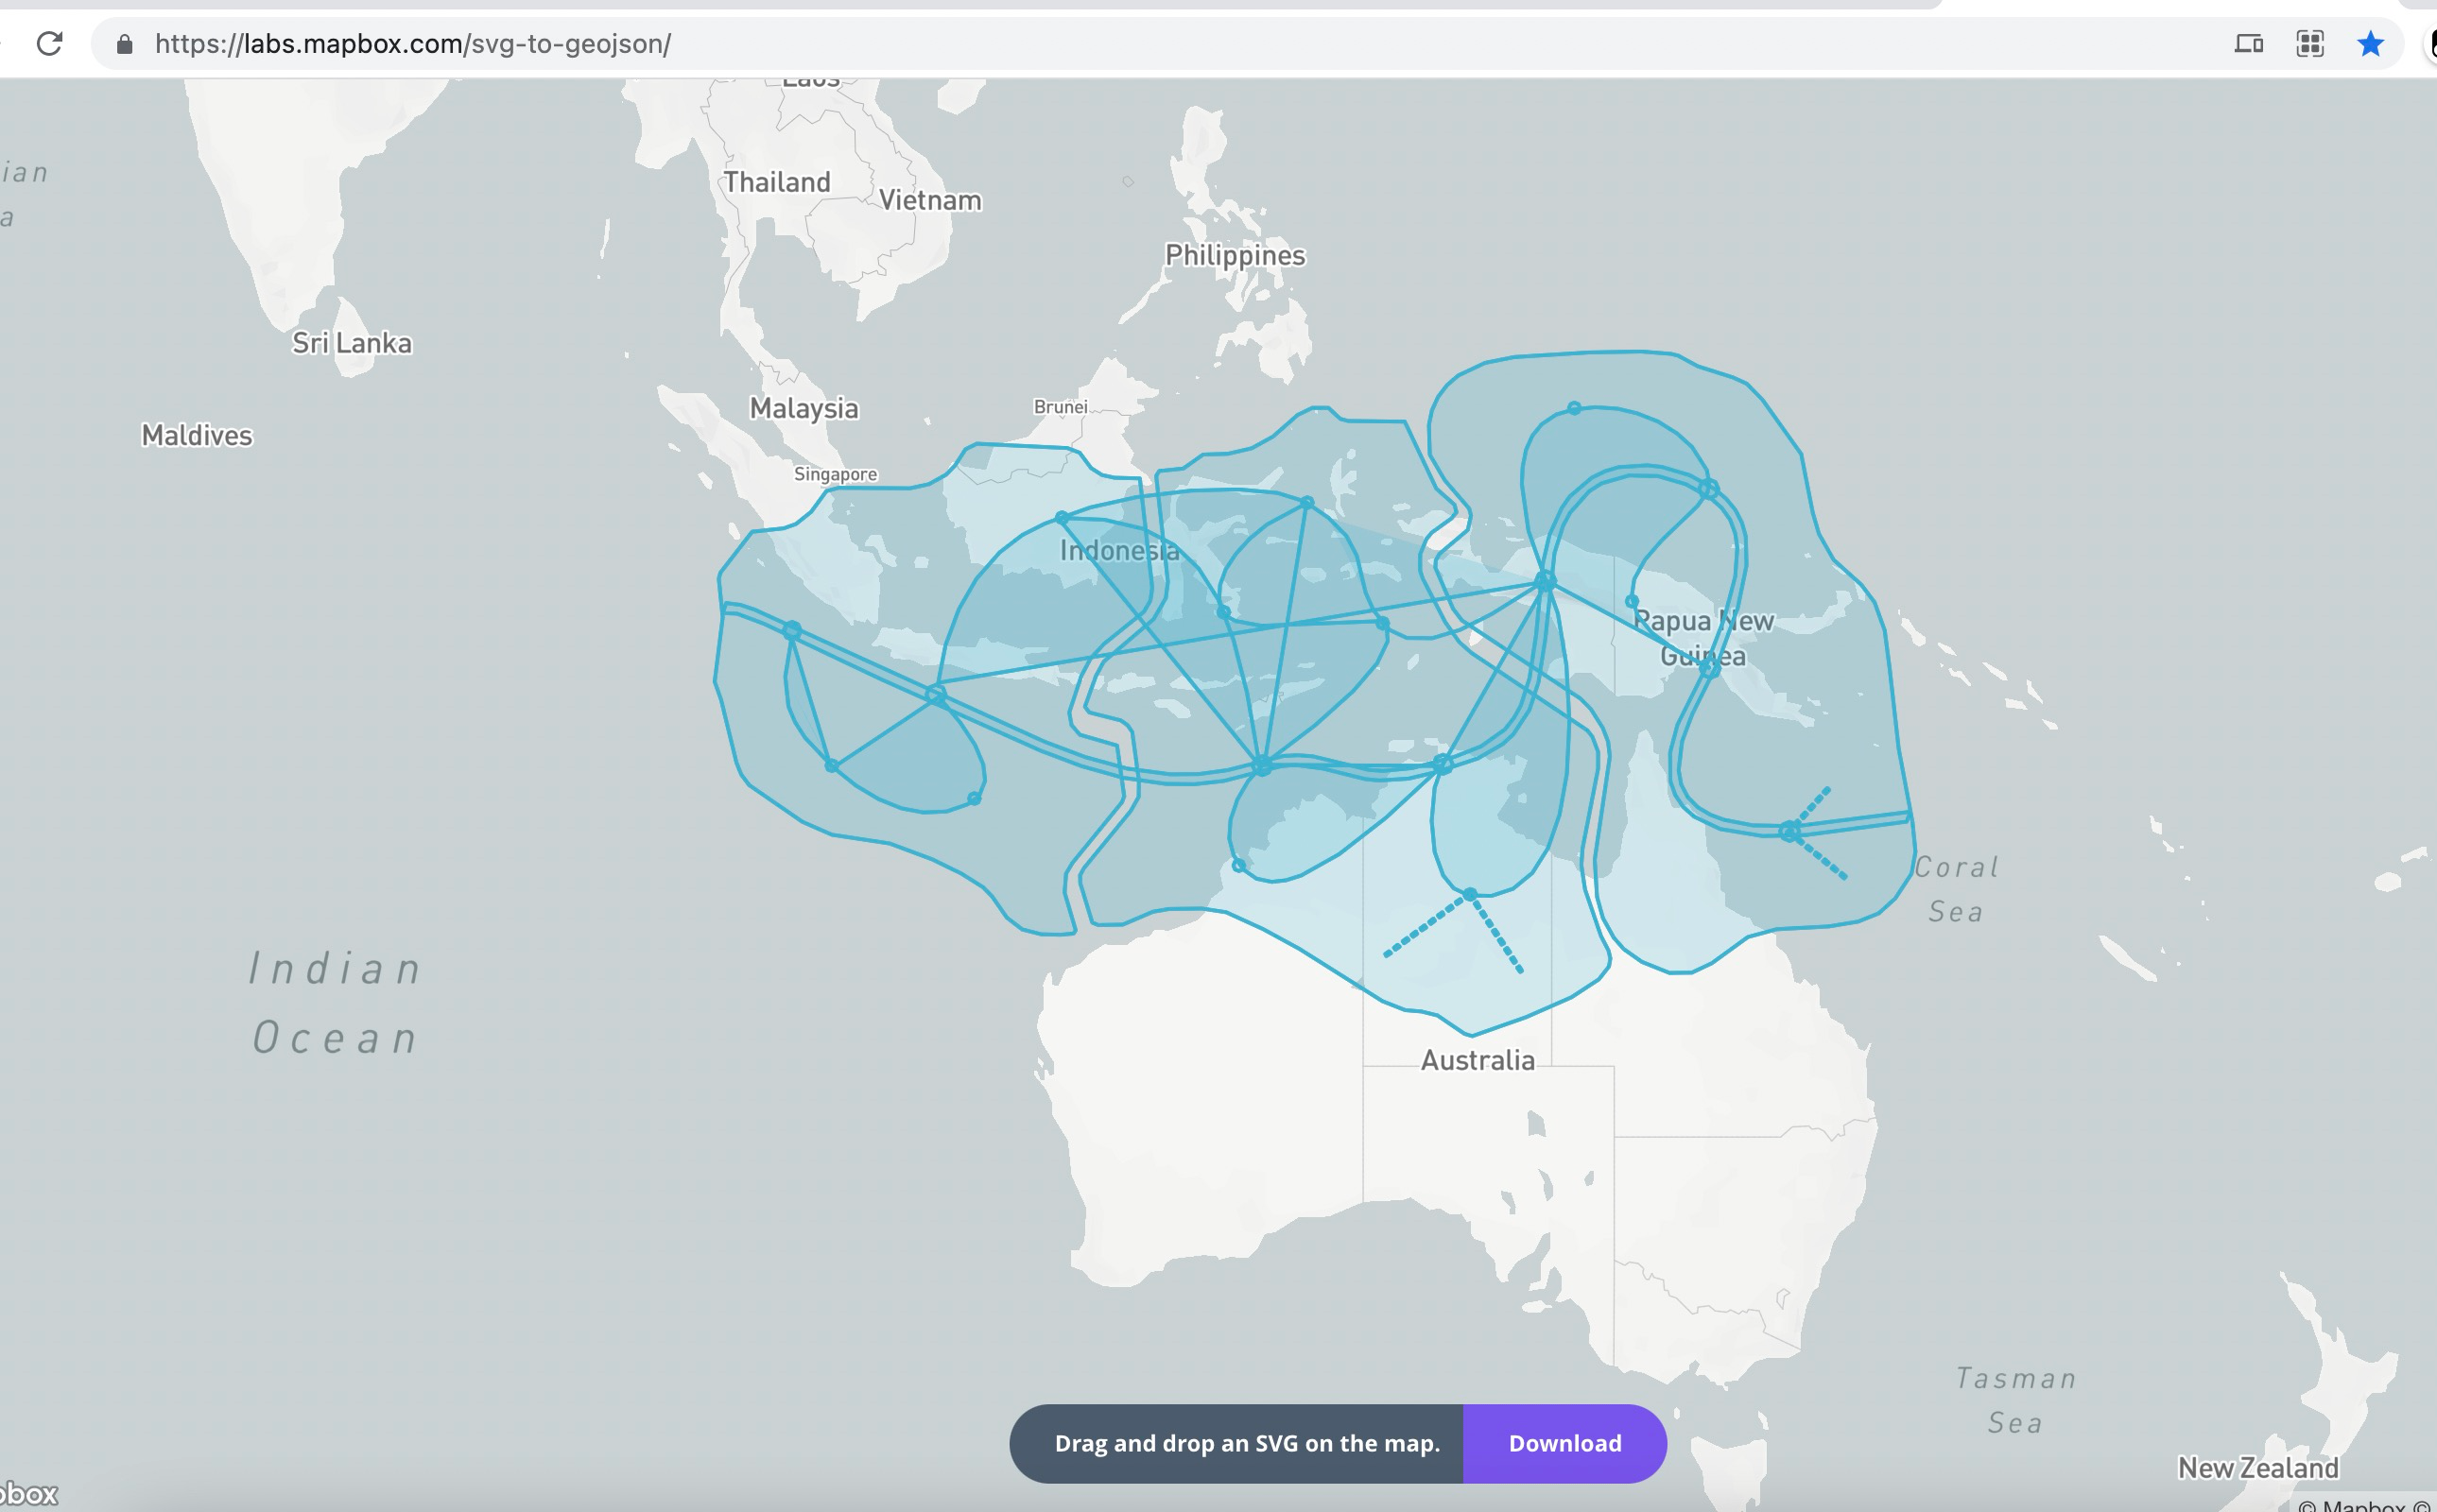 https://labs.mapbox.com/svg-to-geojson/
Laos
ian
a
Thailand
Vietnam
Philippines
Sri Lanka
Malaysia
Brunei
Maldives
Singapore
Indonesia
Papua New
Guinea
Coral
Sea
Indian
Ocean
Australia
Tasman
Sea
Drag and drop an SVG on the map.
Download
New Zealand
pbox
© Mapbox ©